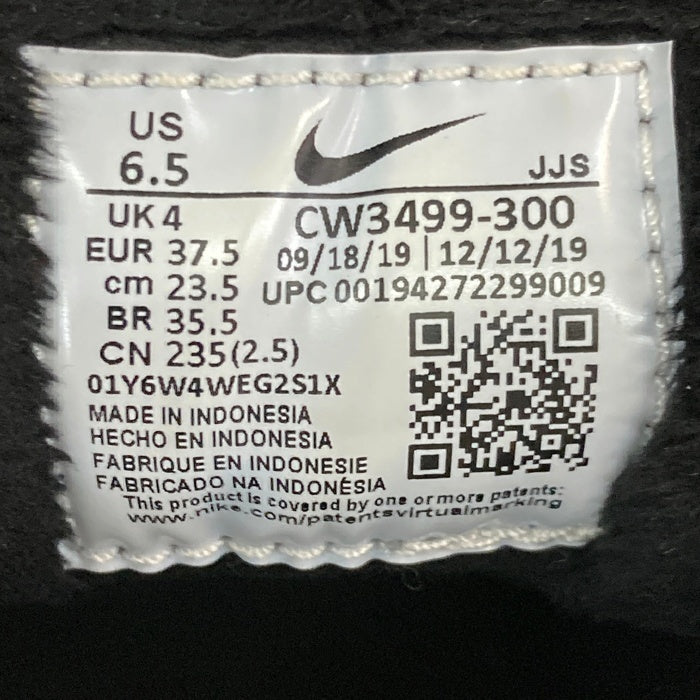 US
6.5
JJS
UK 4
CW3499-300
EUR 37.5
09/18/19 | 12/12/19
cm 23.5
UPC 00194272299009
BR 35.5
CN 235(2.5)
01Y6W4WEG2S1X
MADE IN INDONESIA
HECHO EN INDONESIA
FABRIQUE EN INDONESIE
FABRICADO NA INDONÉSIA
This product is covered by one or more patents:
www.nike.com/patentsvirtualmarking